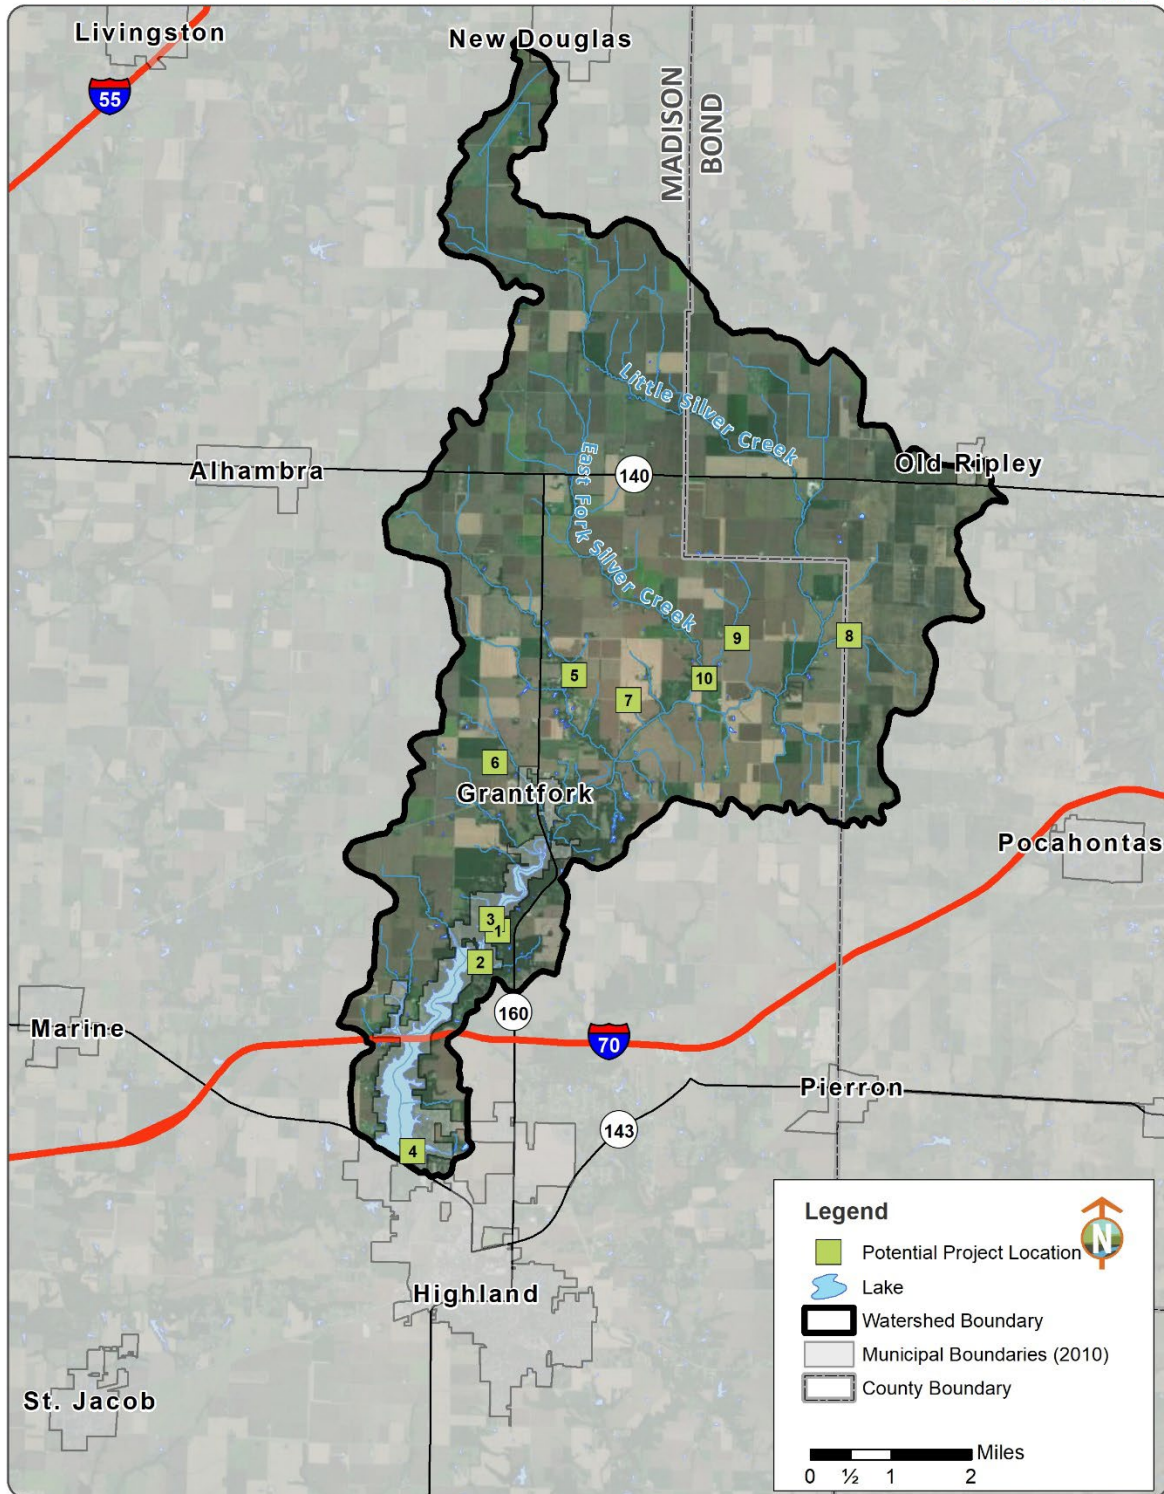 Livingston
New Douglas
55
MADISON
BOND
Little Silver Creek
Alhambra
East Fork Silver Creek
140
Old Ripley
9
8
5
10
7
6
Grantfork
Pocahontas
3
1
2
160
Marine
70
Pierron
143
4
Highland
St. Jacob
Legend
N
Potential Project Location
Lake
Watershed Boundary
Municipal Boundaries (2010)
County Boundary
Miles
0 ½ 1 2